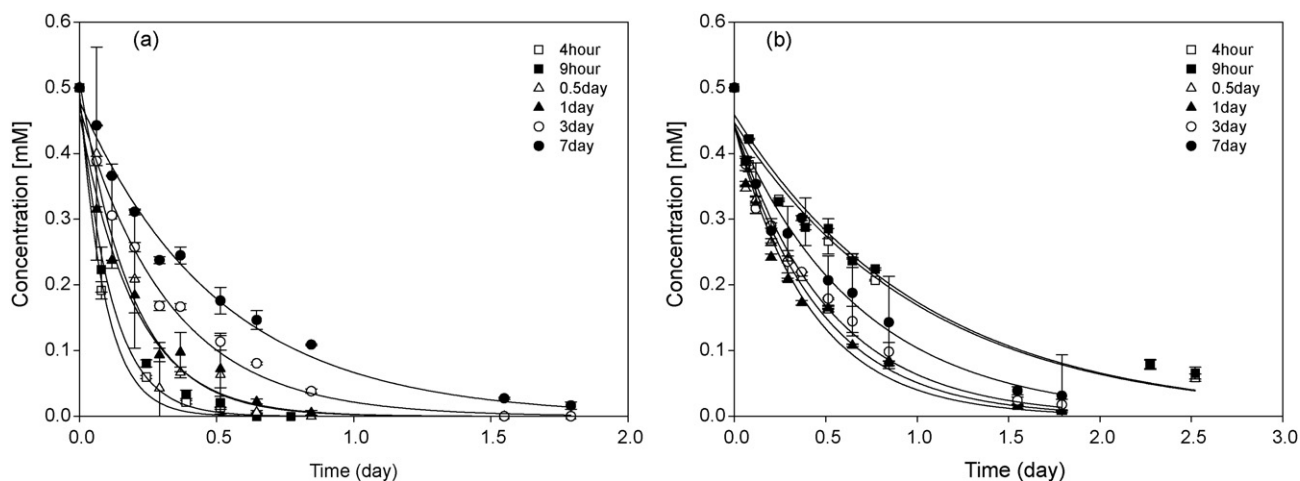 (a)
4hour
9hour
0.5day
1day
3day
7day
Concentration [mM]
0.6
0.5
0.4
0.3
0.2
0.1
0.0
0.0 0.5 1.0 1.5 2.0
Time (day)
(b)
4hour
9hour
0.5day
1day
3day
7day
Concentration [mM]
0.6
0.5
0.4
0.3
0.2
0.1
0.0
0.0 0.5 1.0 1.5 2.0 2.5 3.0
Time (day)